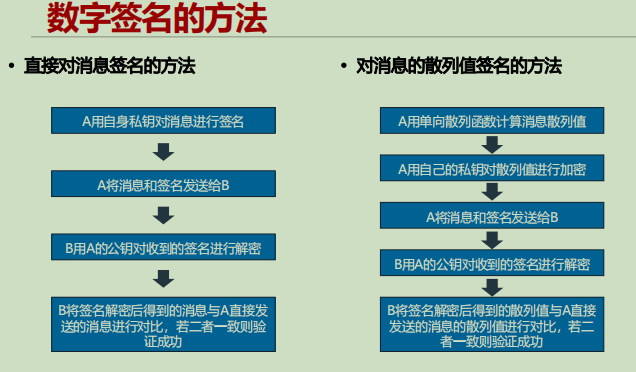 数字签名的方法
• 直接对消息签名的方法
A用自身私钥对消息进行签名
A将消息和签名发送给B
B用A的公钥对收到的签名进行解密
B将签名解密后得到的消息与A直接发
送的消息进行对比，若二者一致则验
证成功
• 对消息的散列值签名的方法
A用单向散列函数计算消息散列值
A用自己的私钥对散列值进行加密
A将消息和签名发送给B
B用A的公钥对收到的签名进行解密
B将签名解密后得到的散列值与A直接
发送的消息的散列值进行对比，若二
者一致则验证成功